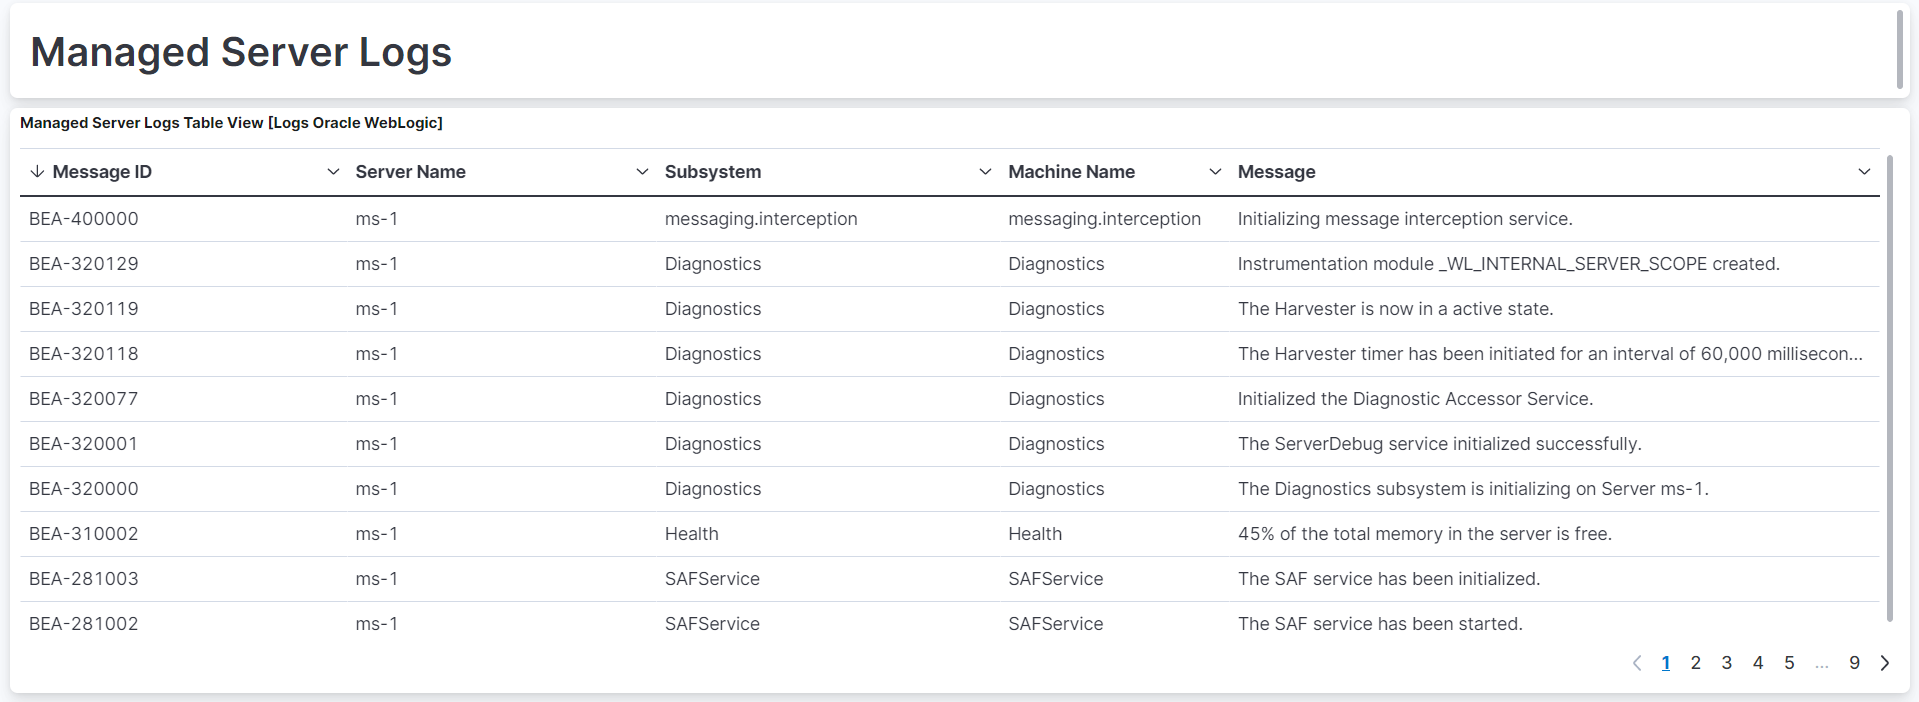 Managed Server Logs
Managed Server Logs Table View [Logs Oracle WebLogic]
Message ID Server Name Subsystem Machine Name Message
BEA-400000 ms-1 messaging.interception messaging.interception Initializing message interception service.
BEA-320129 ms-1 Diagnostics Diagnostics Instrumentation module _WL_INTERNAL_SERVER_SCOPE created.
BEA-320119 ms-1 Diagnostics Diagnostics The Harvester is now in a active state.
BEA-320118 ms-1 Diagnostics Diagnostics The Harvester timer has been initiated for an interval of 60,000 millisecon...
BEA-320077 ms-1 Diagnostics Diagnostics Initialized the Diagnostic Accessor Service.
BEA-320001 ms-1 Diagnostics Diagnostics The ServerDebug service initialized successfully.
BEA-320000 ms-1 Diagnostics Diagnostics The Diagnostics subsystem is initializing on Server ms-1.
BEA-310002 ms-1 Health Health 45% of the total memory in the server is free.
BEA-281003 ms-1 SAFService SAFService The SAF service has been initialized.
BEA-281002 ms-1 SAFService SAFService The SAF service has been started.
1 2 3 4 5 ... 9